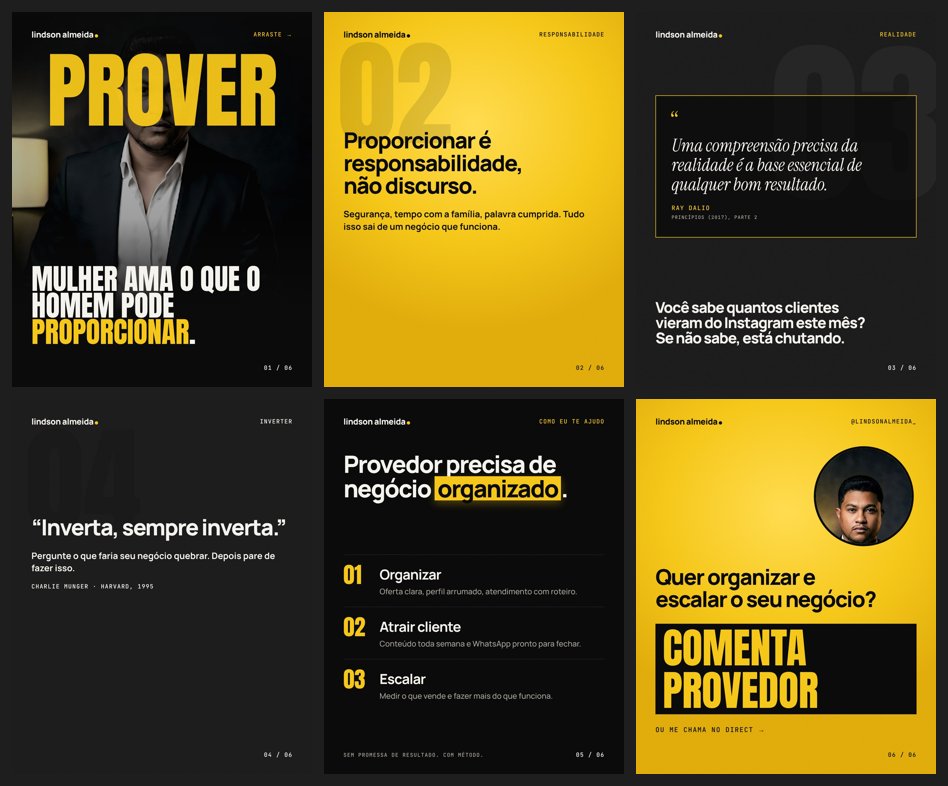 lindson almeida.
ARRASTE →
PROVER
MULHER AMA O QUE O
HOMEM PODE
PROPORCIONAR.
01 / 06
lindson almeida.
RESPONSABILIDADE
02
Proporcionar é
responsabilidade,
não discurso.
Segurança, tempo com a família, palavra cumprida. Tudo
isso sai de um negócio que funciona.
02 / 06
lindson almeida.
REALIDADE
03
“
Uma compreensão precisa da
realidade é a base essencial de
qualquer bom resultado.
RAY DALIO
PRINCÍPIOS (2017), PARTE 2
Você sabe quantos clientes
vieram do Instagram este mês?
Se não sabe, está chutando.
03 / 06
lindson almeida.
INVERTER
04
“Inverta, sempre inverta.”
Pergunte o que faria seu negócio quebrar. Depois pare de
fazer isso.
CHARLIE MUNGER · HARVARD, 1995
04 / 06
lindson almeida.
COMO EU TE AJUDO
Provedor precisa de
negócio organizado.
01 Organizar
Oferta clara, perfil arrumado, atendimento com roteiro.
02 Atrair cliente
Conteúdo toda semana e WhatsApp pronto para fechar.
03 Escalar
Medir o que vende e fazer mais do que funciona.
SEM PROMESSA DE RESULTADO. COM MÉTODO.
05 / 06
lindson almeida.
@LINDSONALMEIDA_
Quer organizar e
escalar o seu negócio?
COMENTA
PROVEDOR
OU ME CHAMA NO DIRECT →
06 / 06